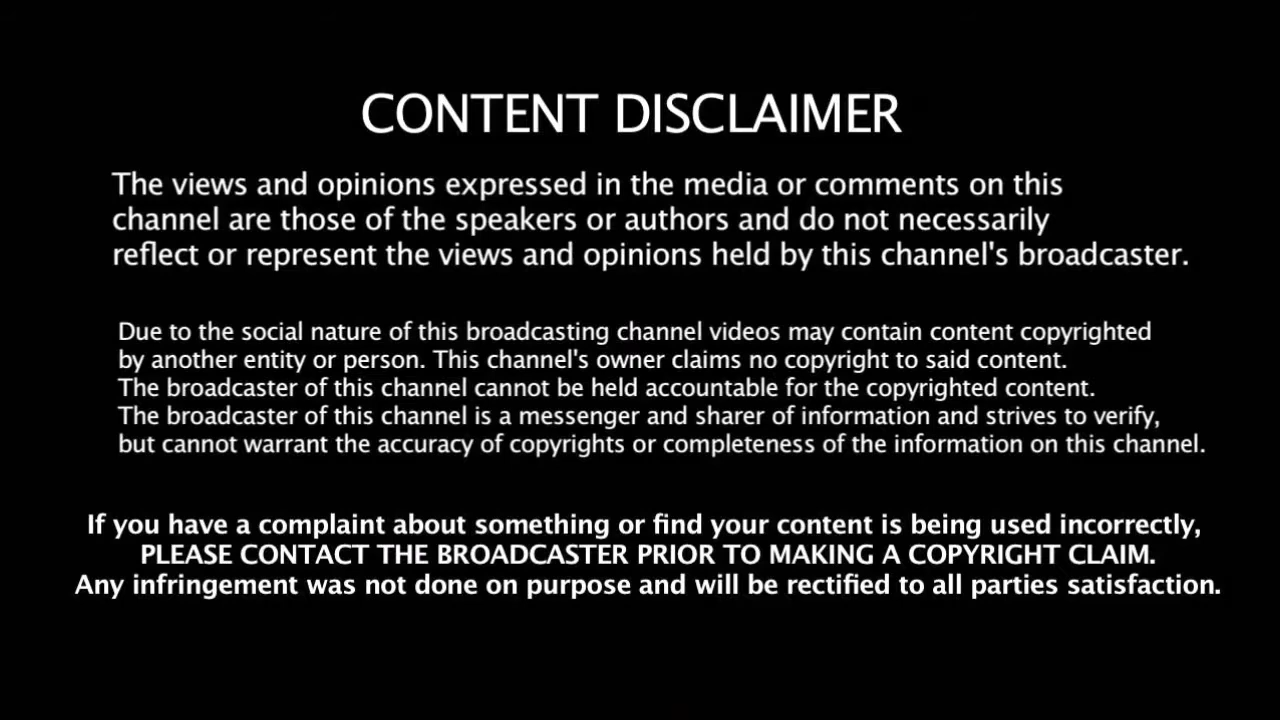 CONTENT DISCLAIMER
The views and opinions expressed in the media or comments on this
channel are those of the speakers or authors and do not necessarily
reflect or represent the views and opinions held by this channel's broadcaster.
Due to the social nature of this broadcasting channel videos may contain content copyrighted
by another entity or person. This channel's owner claims no copyright to said content.
The broadcaster of this channel cannot be held accountable for the copyrighted content.
The broadcaster of this channel is a messenger and sharer of information and strives to verify,
but cannot warrant the accuracy of copyrights or completeness of the information on this channel.
If you have a complaint about something or find your content is being used incorrectly,
PLEASE CONTACT THE BROADCASTER PRIOR TO MAKING A COPYRIGHT CLAIM.
Any infringement was not done on purpose and will be rectified to all parties satisfaction.